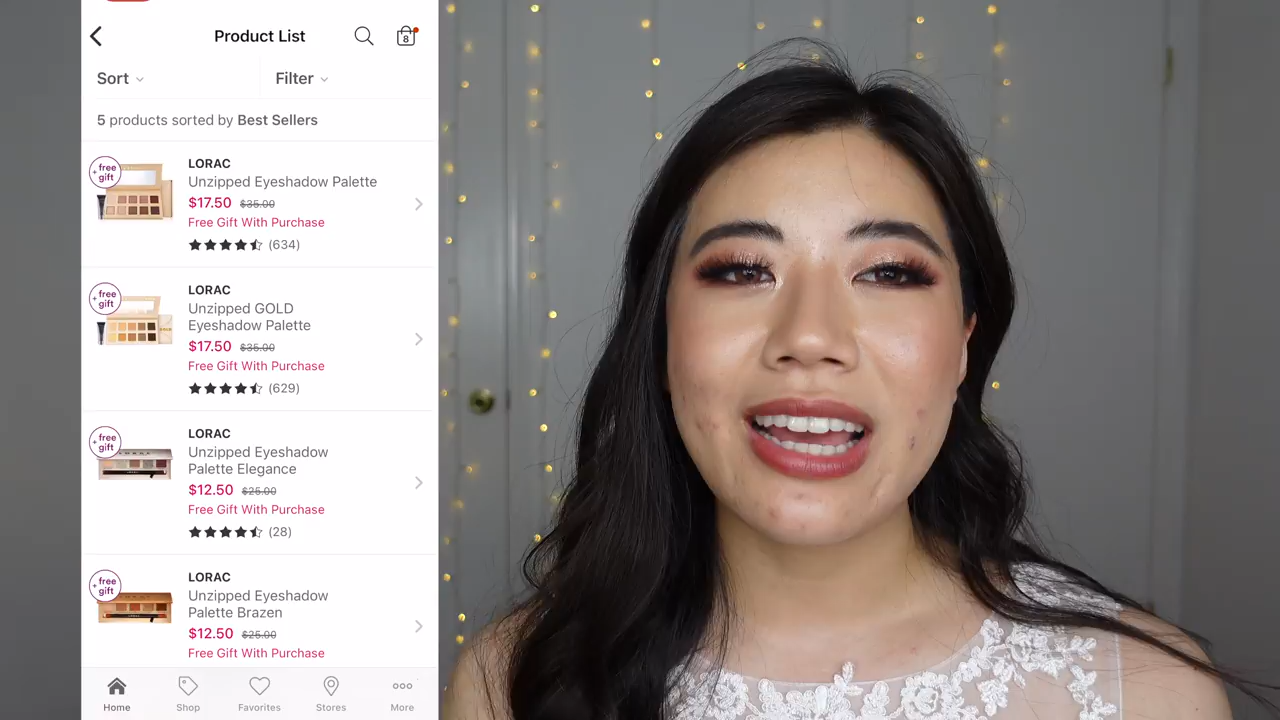 Product List
8
Sort
Filter
5 products sorted by Best Sellers
+ free gift
LORAC
Unzipped Eyeshadow Palette
$17.50 $35.00
Free Gift With Purchase
(634)
+ free gift
LORAC
Unzipped GOLD
Eyeshadow Palette
$17.50 $35.00
Free Gift With Purchase
(629)
+ free gift
LORAC
Unzipped Eyeshadow
Palette Elegance
$12.50 $25.00
Free Gift With Purchase
(28)
+ free gift
LORAC
Unzipped Eyeshadow
Palette Brazen
$12.50 $25.00
Free Gift With Purchase
Home
Shop
Favorites
Stores
More